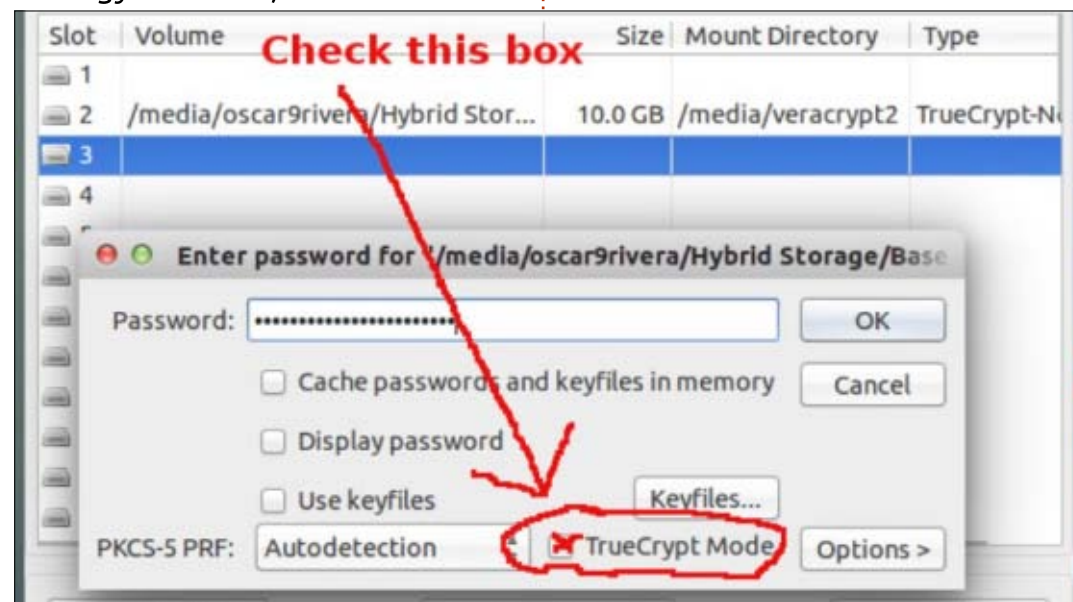 Slot Volume Size Mount Directory Type
Check this box
1
2 /media/oscar9rivera/Hybrid Stor... 10.0 GB /media/veracrypt2 TrueCrypt-No
3
4
Enter password for "/media/oscar9rivera/Hybrid Storage/Base
Password: •••••••••••••••••••••••• OK
Cache passwords and keyfiles in memory Cancel
Display password
Use keyfiles Keyfiles...
PKCS-5 PRF: Autodetection TrueCrypt Mode Options >